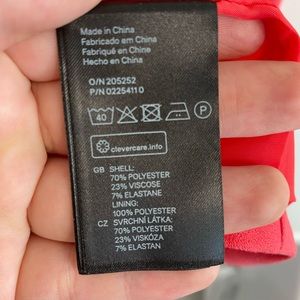 Made in China
Fabricado em China
Fabriqué en Chine
Hecho en China
O/N 205252
P/N 02254110
40
P
clevercare.info
GB SHELL:
70% POLYESTER
23% VISCOSE
7% ELASTANE
LINING:
100% POLYESTER
CZ SVRCHNÍ LÁTKA:
70% POLYESTER
23% VISKÓZA
7% ELASTAN